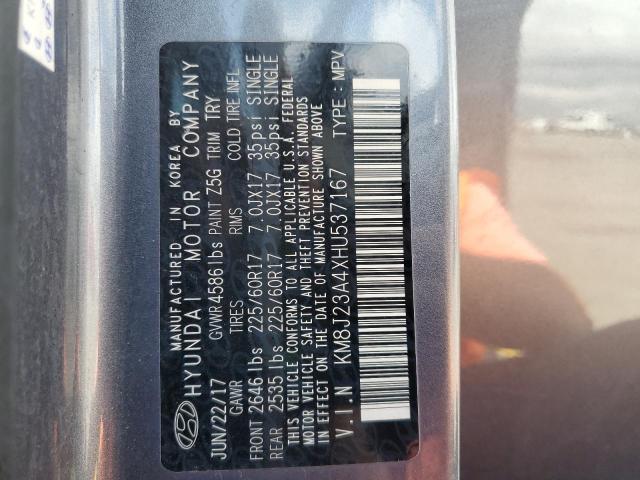 MANUFACTURED IN KOREA BY
HYUNDAI MOTOR COMPANY
JUN/22/17 GVWR 4586 lbs PAINT Z5G TRIM TRY
GAWR TIRES RIMS COLD TIRE INFL
FRONT 2646 lbs 225/60R17 7.0JX17 35psi SINGLE
REAR 2535 lbs 225/60R17 7.0JX17 35psi SINGLE
THIS VEHICLE CONFORMS TO ALL APPLICABLE U.S.A. FEDERAL
MOTOR VEHICLE SAFETY AND THEFT PREVENTION STANDARDS
IN EFFECT ON THE DATE OF MANUFACTURE SHOWN ABOVE
V.I.N KM8J23A4XHU537167 TYPE: MPV